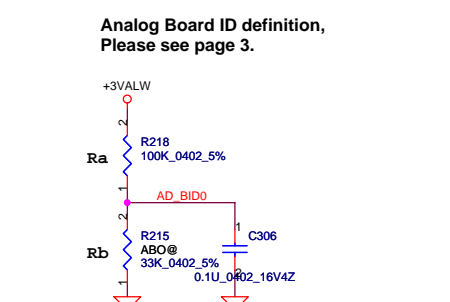 Analog Board ID definition,
Please see page 3.
+3VALW
2
R218
Ra
100K_0402_5%
1
AD_BID0
2
R215
1
C306
ABO@
Rb
33K_0402_5%
2
0.1U_0402_16V4Z
1